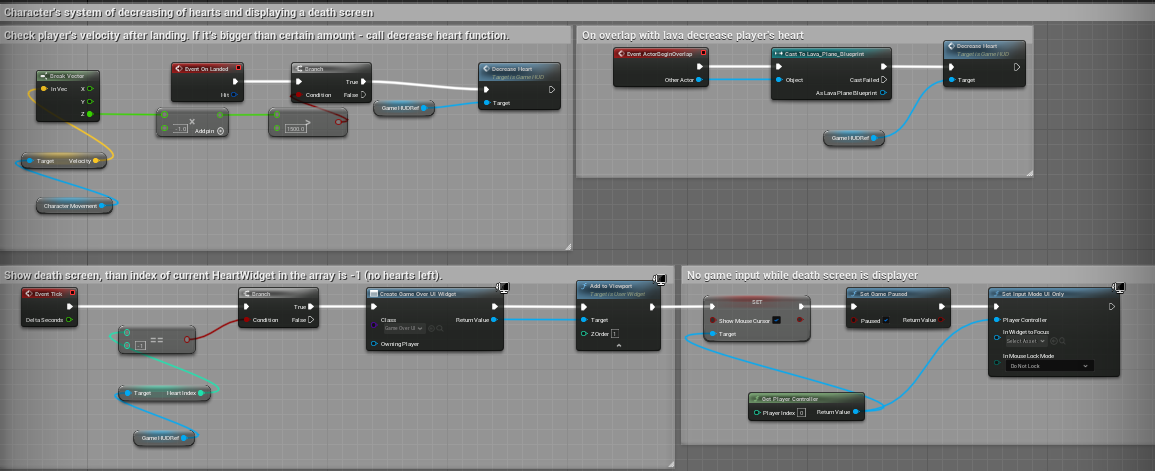 Character's system of decreasing of hearts and displaying a death screen
Check player's velocity after landing. If it's bigger than certain amount - call decrease heart function.
Break Vector
In Vec
X
Y
Z
Event On Landed
Hit
Branch
True
Condition
False
Decrease Heart
Target is Game HUD
Target
Game HUDRef
-1.0
×
Add pin
1500.0
>
Target
Velocity
Character Movement
On overlap with lava decrease player's heart
Event ActorBeginOverlap
Other Actor
Cast To Lava_Plane_Blueprint
Object
Cast Failed
As Lava Plane Blueprint
Decrease Heart
Target is Game HUD
Target
Game HUDRef
Show death screen, than index of current HeartWidget in the array is -1 (no hearts left).
Event Tick
Delta Seconds
Branch
True
Condition
False
Create Game Over UI Widget
Class
Game Over UI
Return Value
Owning Player
Add to Viewport
Target is User Widget
Target
ZOrder 1
-1
==
Target
Heart Index
Game HUDRef
No game input while death screen is displayer
SET
Show Mouse Cursor
Target
Set Game Paused
Paused
Return Value
Set Input Mode UI Only
Player Controller
In Widget to Focus
Select Asset
In Mouse Lock Mode
Do Not Lock
Get Player Controller
Player Index 0
Return Value